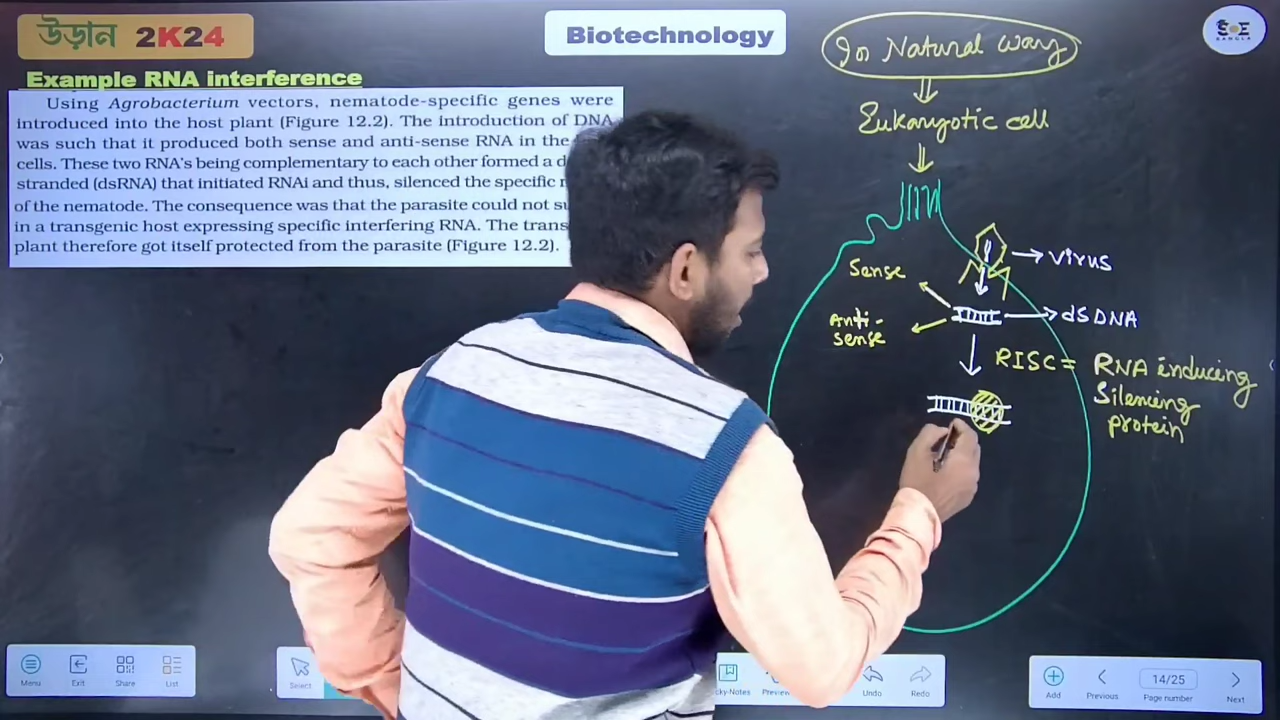 উড়ান 2K24
Biotechnology
Example RNA interference
Using Agrobacterium vectors, nematode-specific genes were
introduced into the host plant (Figure 12.2). The introduction of DNA
was such that it produced both sense and anti-sense RNA in the
cells. These two RNA's being complementary to each other formed a d
stranded (dsRNA) that initiated RNAi and thus, silenced the specific
of the nematode. The consequence was that the parasite could not su
in a transgenic host expressing specific interfering RNA. The trans
plant therefore got itself protected from the parasite (Figure 12.2).
In Natural way
Eukaryotic cell
Virus
Sense
Anti-
sense
dSDNA
RISC = RNA inducing
Silencing
protein
SOE
BANGLA
Menu
Exit
Share
List
Select
cky-Notes
Preview
Undo
Redo
Add
Previous
14/25
Page number
Next